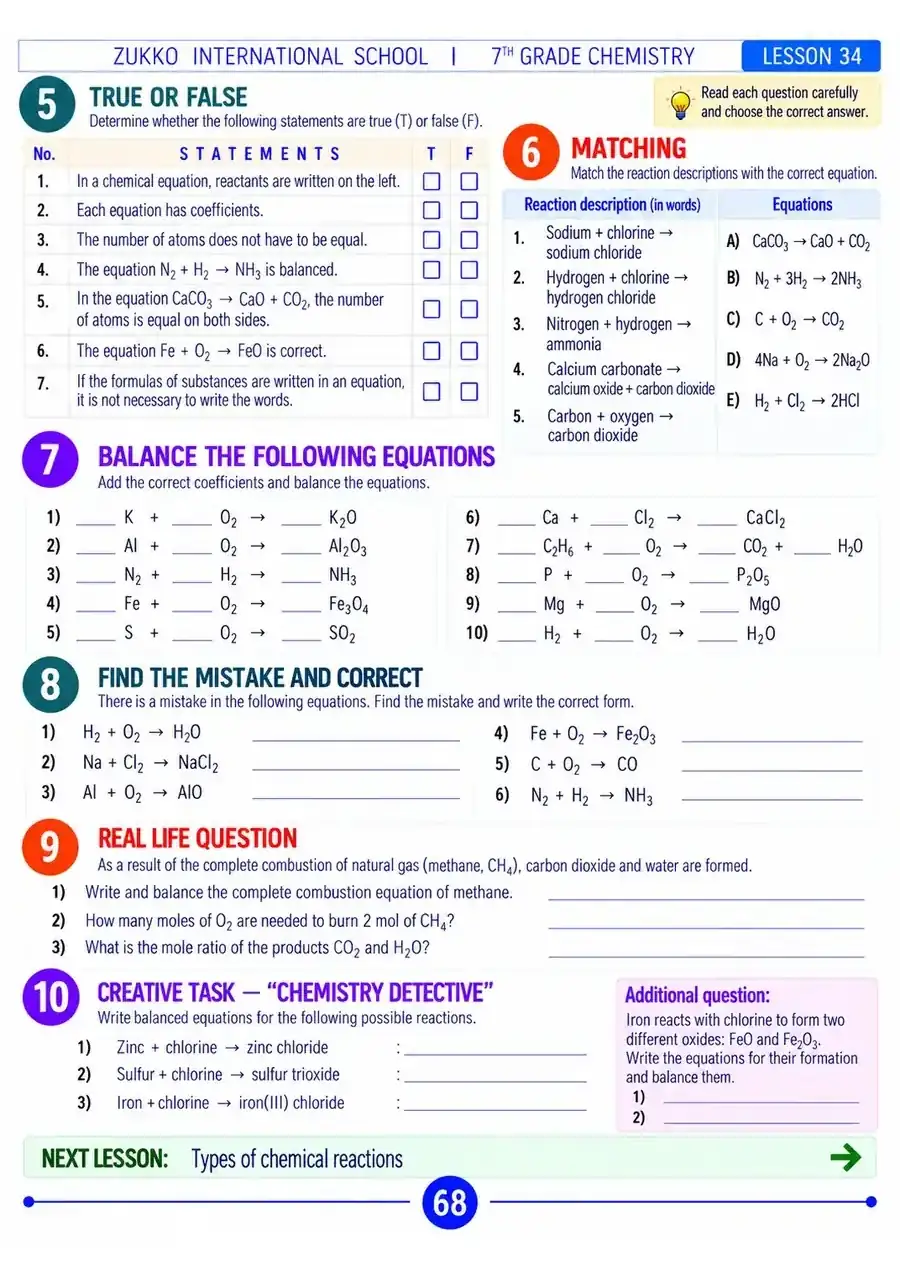 ZUKKO INTERNATIONAL SCHOOL | 7TH GRADE CHEMISTRY LESSON 34
5 TRUE OR FALSE
Determine whether the following statements are true (T) or false (F).
Read each question carefully
and choose the correct answer.
No. STATEMENTS T F
1. In a chemical equation, reactants are written on the left.
2. Each equation has coefficients.
3. The number of atoms does not have to be equal.
4. The equation N₂ + H₂ → NH₃ is balanced.
5. In the equation CaCO₃ → CaO + CO₂, the number
of atoms is equal on both sides.
6. The equation Fe + O₂ → FeO is correct.
7. If the formulas of substances are written in an equation,
it is not necessary to write the words.
6 MATCHING
Match the reaction descriptions with the correct equation.
Reaction description (in words) Equations
1. Sodium + chlorine →
sodium chloride
2. Hydrogen + chlorine →
hydrogen chloride
3. Nitrogen + hydrogen →
ammonia
4. Calcium carbonate →
calcium oxide + carbon dioxide
5. Carbon + oxygen →
carbon dioxide
A) CaCO₃ → CaO + CO₂
B) N₂ + 3H₂ → 2NH₃
C) C + O₂ → CO₂
D) 4Na + O₂ → 2Na₂O
E) H₂ + Cl₂ → 2HCl
7 BALANCE THE FOLLOWING EQUATIONS
Add the correct coefficients and balance the equations.
1) ____ K + ____ O₂ → ____ K₂O
2) ____ Al + ____ O₂ → ____ Al₂O₃
3) ____ N₂ + ____ H₂ → ____ NH₃
4) ____ Fe + ____ O₂ → ____ Fe₃O₄
5) ____ S + ____ O₂ → ____ SO₂
6) ____ Ca + ____ Cl₂ → ____ CaCl₂
7) ____ C₂H₆ + ____ O₂ → ____ CO₂ + ____ H₂O
8) ____ P + ____ O₂ → ____ P₂O₅
9) ____ Mg + ____ O₂ → ____ MgO
10) ____ H₂ + ____ O₂ → ____ H₂O
8 FIND THE MISTAKE AND CORRECT
There is a mistake in the following equations. Find the mistake and write the correct form.
1) H₂ + O₂ → H₂O
2) Na + Cl₂ → NaCl₂
3) Al + O₂ → AlO
4) Fe + O₂ → Fe₂O₃
5) C + O₂ → CO
6) N₂ + H₂ → NH₃
9 REAL LIFE QUESTION
As a result of the complete combustion of natural gas (methane, CH₄), carbon dioxide and water are formed.
1) Write and balance the complete combustion equation of methane.
2) How many moles of O₂ are needed to burn 2 mol of CH₄?
3) What is the mole ratio of the products CO₂ and H₂O?
10 CREATIVE TASK — “CHEMISTRY DETECTIVE”
Write balanced equations for the following possible reactions.
1) Zinc + chlorine → zinc chloride :
2) Sulfur + chlorine → sulfur trioxide :
3) Iron + chlorine → iron(III) chloride :
Additional question:
Iron reacts with chlorine to form two
different oxides: FeO and Fe₂O₃.
Write the equations for their formation
and balance them.
1)
2)
NEXT LESSON: Types of chemical reactions
68